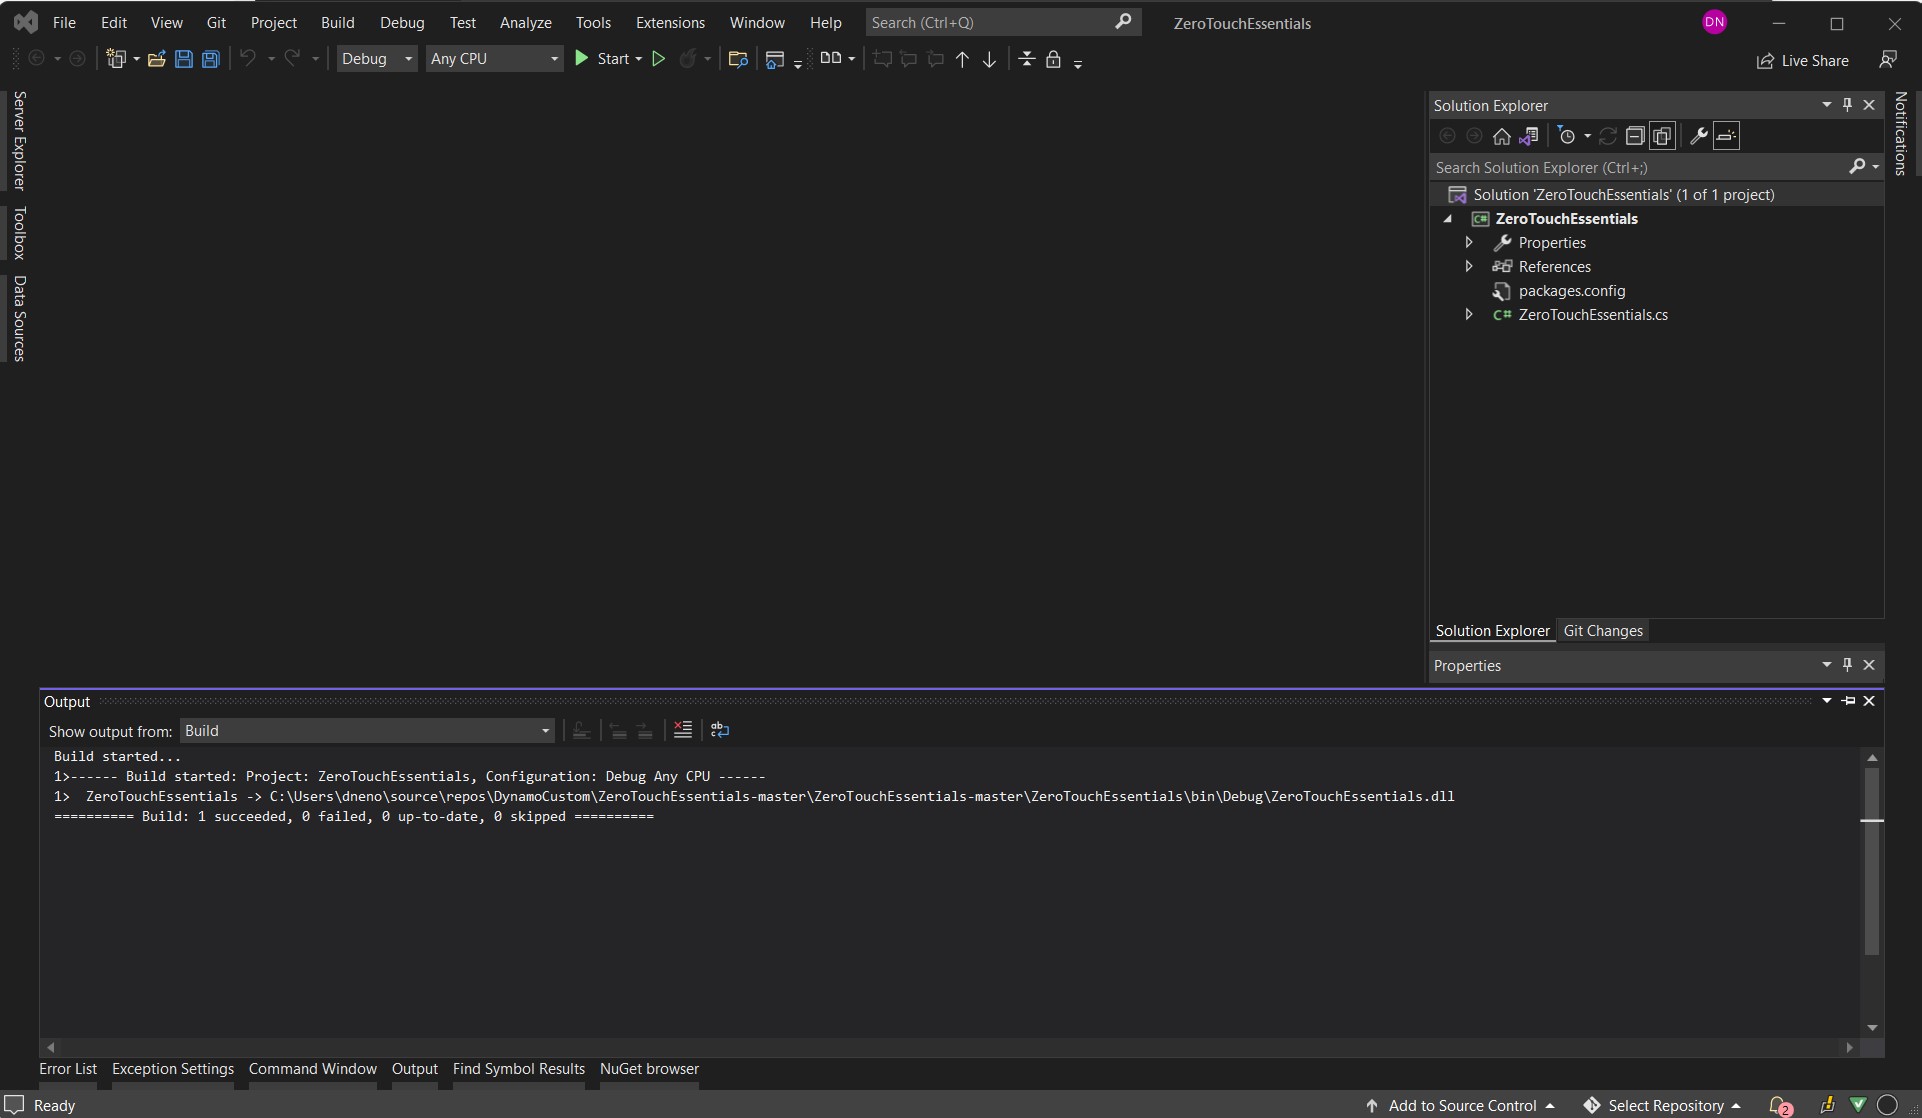 File Edit View Git Project Build Debug Test Analyze Tools Extensions Window Help Search (Ctrl+Q) ZeroTouchEssentials DN
Debug Any CPU Start Live Share
Server Explorer
Toolbox
Data Sources
Solution Explorer
Search Solution Explorer (Ctrl+;)
Solution 'ZeroTouchEssentials' (1 of 1 project)
C# ZeroTouchEssentials
Properties
References
packages.config
C# ZeroTouchEssentials.cs
Solution Explorer Git Changes
Properties
Notifications
Output
Show output from: Build
Build started...
1>------ Build started: Project: ZeroTouchEssentials, Configuration: Debug Any CPU ------
1>  ZeroTouchEssentials -> C:\Users\dneno\source\repos\DynamoCustom\ZeroTouchEssentials-master\ZeroTouchEssentials-master\ZeroTouchEssentials\bin\Debug\ZeroTouchEssentials.dll
========== Build: 1 succeeded, 0 failed, 0 up-to-date, 0 skipped ==========
Error List Exception Settings Command Window Output Find Symbol Results NuGet browser
Ready Add to Source Control Select Repository 2